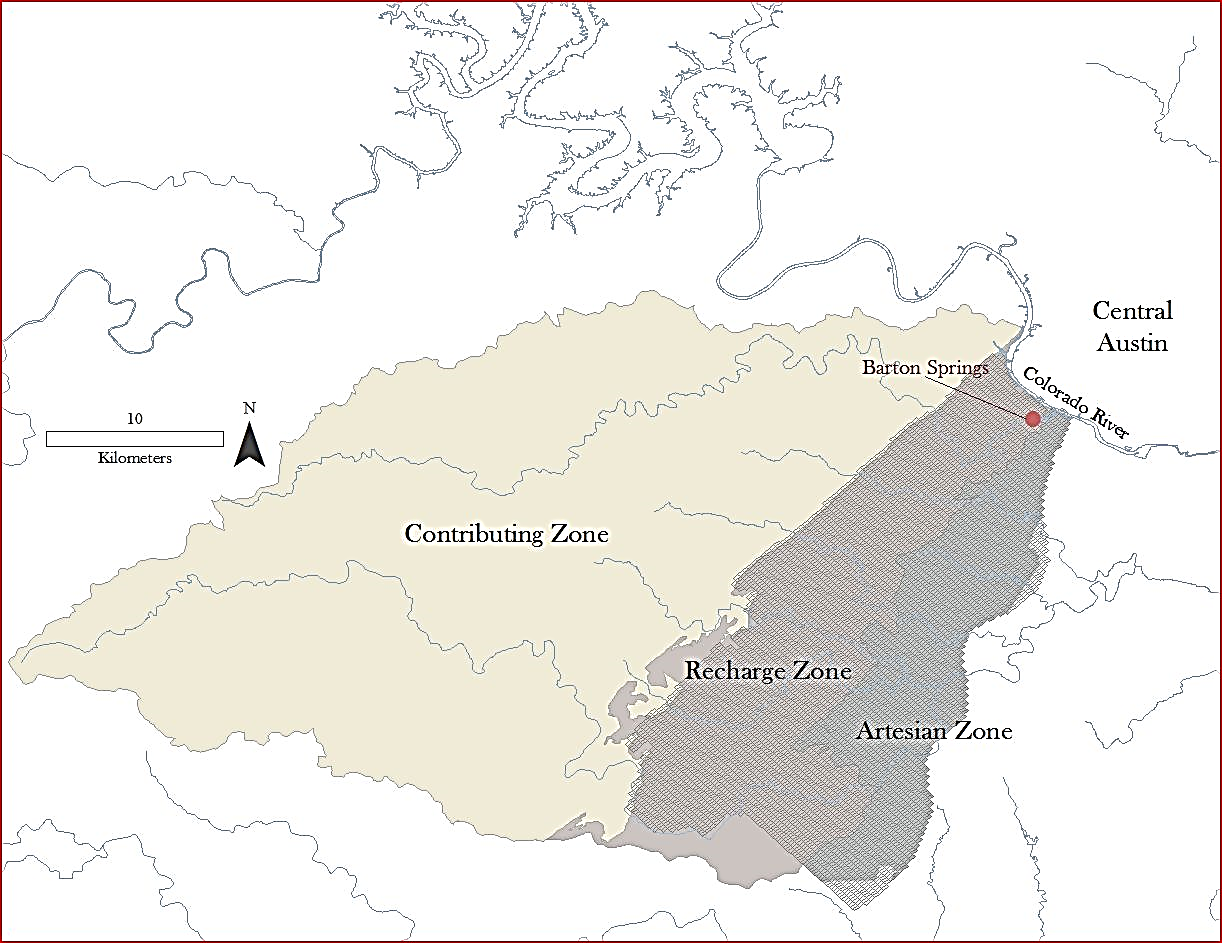 Central
Austin
Barton Springs
Colorado River
N
10
Kilometers
Contributing Zone
Recharge Zone
Artesian Zone